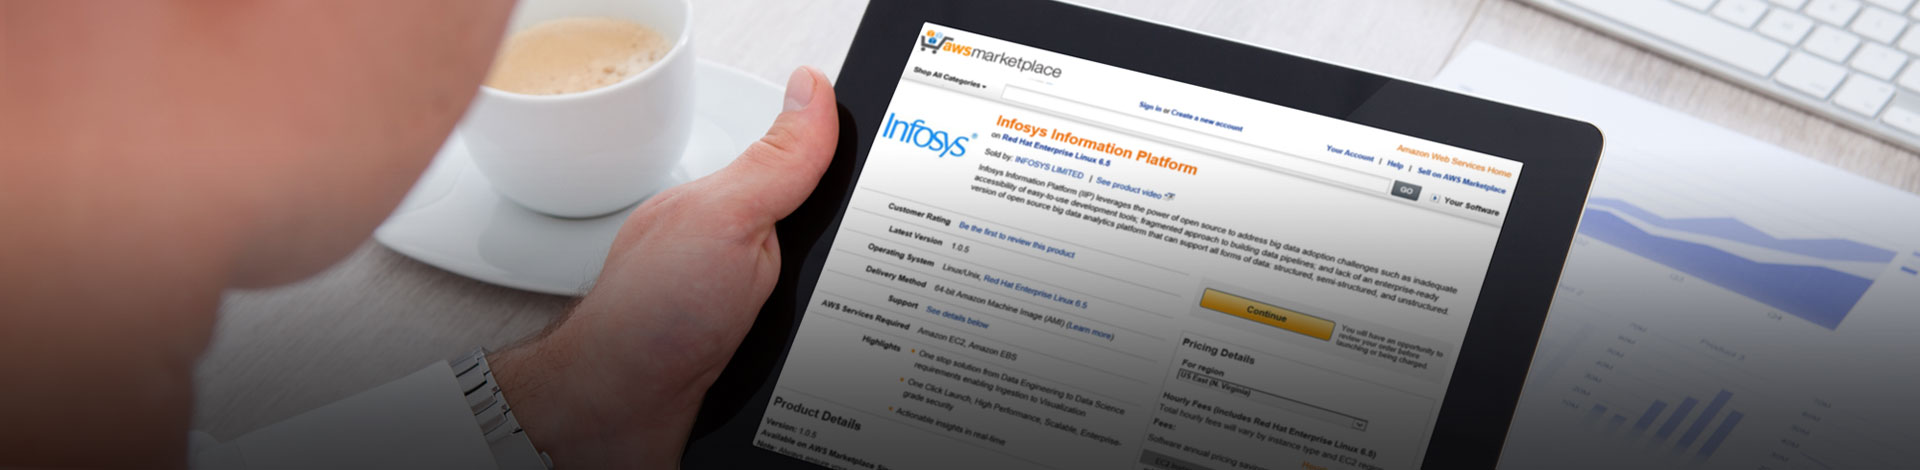 awsmarketplace
Shop All Categories
Sign in or Create a new account
Amazon Web Services Home
Your Account | Help | Sell on AWS Marketplace
GO
Your Software
Infosys®
Infosys Information Platform
on Red Hat Enterprise Linux 6.5
Sold by: INFOSYS LIMITED | See product video
Infosys Information Platform (IIP) leverages the power of open source to address big data adoption challenges such as inadequate
accessibility of easy-to-use development tools; fragmented approach to building data pipelines; and lack of an enterprise-ready
version of open source big data analytics platform that can support all forms of data: structured, semi-structured, and unstructured.
Customer Rating Be the first to review this product
Latest Version 1.0.5
Operating System Linux/Unix, Red Hat Enterprise Linux 6.5
Delivery Method 64-bit Amazon Machine Image (AMI) (Learn more)
Support See details below
AWS Services Required Amazon EC2, Amazon EBS
Highlights • One stop solution from Data Engineering to Data Science
requirements enabling Ingestion to Visualization
• One Click Launch, High Performance, Scalable, Enterprise-
grade security
• Actionable insights in real-time
Continue
You will have an opportunity to
review your order before
launching or being charged.
Pricing Details
For region
US East (N. Virginia)
Hourly Fees (Includes Red Hat Enterprise Linux 6.5)
Total hourly fees will vary by instance type and EC2
Fees:
Software annual pricing
Product Details
Version: 1.0.5
Available on AWS Marketplace
Q3
Q4
Product 3
70M
60M
50M
40M
30M
20M
10M